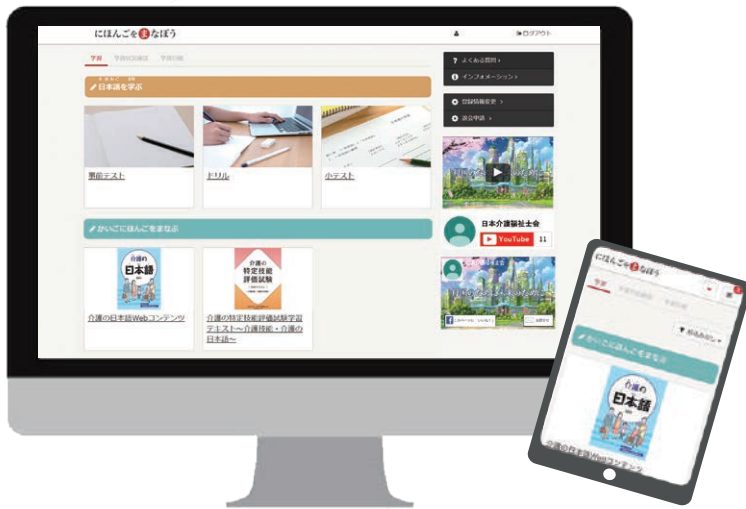 にほんごをまなぼう
ログアウト
学習
日本語を学ぶ
事前テスト
ドリル
小テスト
かいごにほんごをまなぶ
介護の
日本語
介護の日本語Webコンテンツ
介護の
特定技能
評価試験
介護の特定技能評価試験学習
テキスト~介護技能・介護の
日本語~
? よくある質問 ›
インフォメーション ›
登録情報変更 ›
退会申請 ›
日本介護福祉士会
YouTube 11
にほんごをまなぼう
学習
かいごにほんごをまなぶ
介護の
日本語
介護の日本語Webコンテンツ